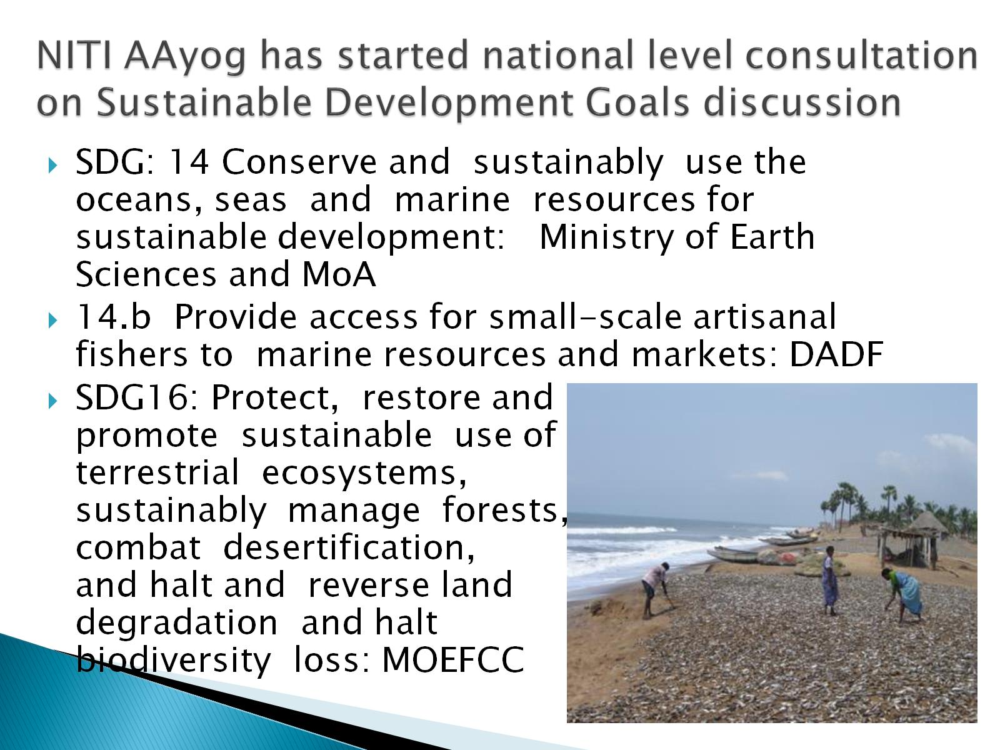 NITI AAyog has started national level consultation
on Sustainable Development Goals discussion
SDG: 14 Conserve and sustainably use the
oceans, seas and marine resources for
sustainable development: Ministry of Earth
Sciences and MoA
14.b Provide access for small-scale artisanal
fishers to marine resources and markets: DADF
SDG16: Protect, restore and
promote sustainable use of
terrestrial ecosystems,
sustainably manage forests,
combat desertification,
and halt and reverse land
degradation and halt
biodiversity loss: MOEFCC